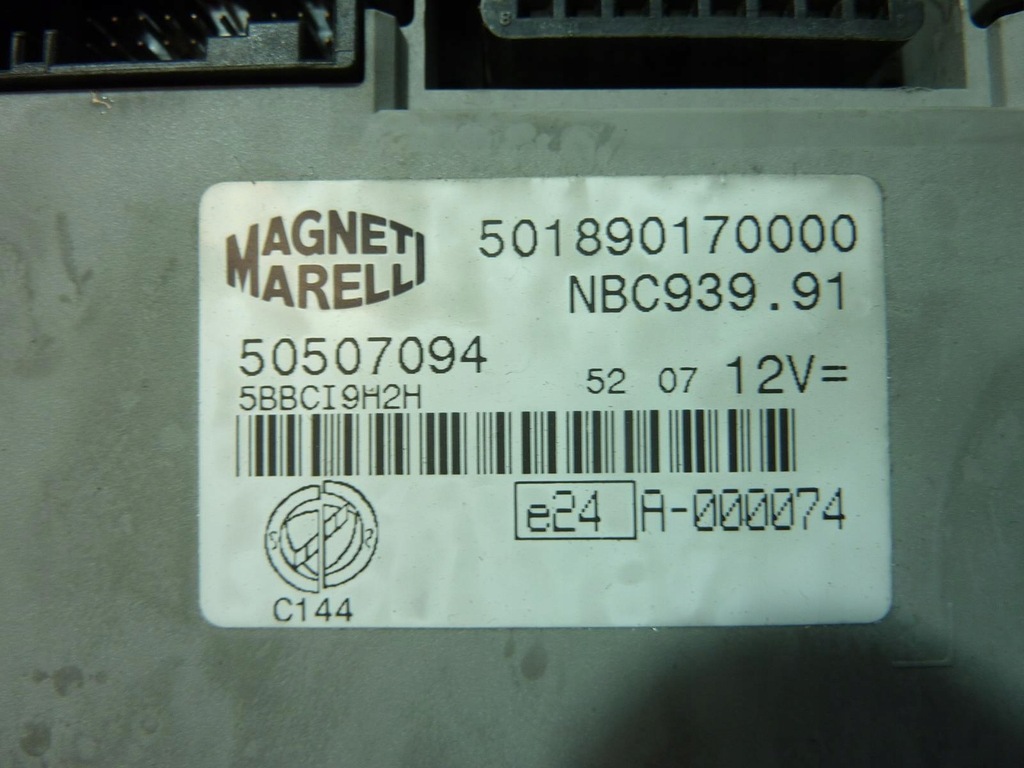 MAGNETI
MARELLI
501890170000
NBC939.91
50507094
5BBCI9H2H
52 07 12V=
e24 A-000074
C144